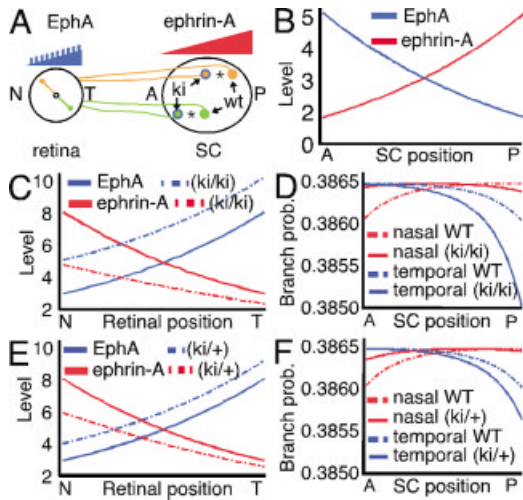 A
EphA
ephrin-A
N
T
A
P
ki
*
*
wt
retina
SC
B
EphA
ephrin-A
Level
5
4
3
2
1
0
A
SC position
P
C
Level
10
8
6
4
2
EphA
(ki/ki)
ephrin-A
(ki/ki)
N
Retinal position
T
D
Branch prob.
0.3865
0.3860
0.3855
0.3850
nasal WT
nasal (ki/ki)
temporal WT
temporal (ki/ki)
A
SC position
P
E
Level
10
8
6
4
2
EphA
(ki/+)
ephrin-A
(ki/+)
N
Retinal position
T
F
Branch prob.
0.3865
0.3860
0.3855
0.3850
nasal WT
nasal (ki/+)
temporal WT
temporal (ki/+)
A
SC position
P